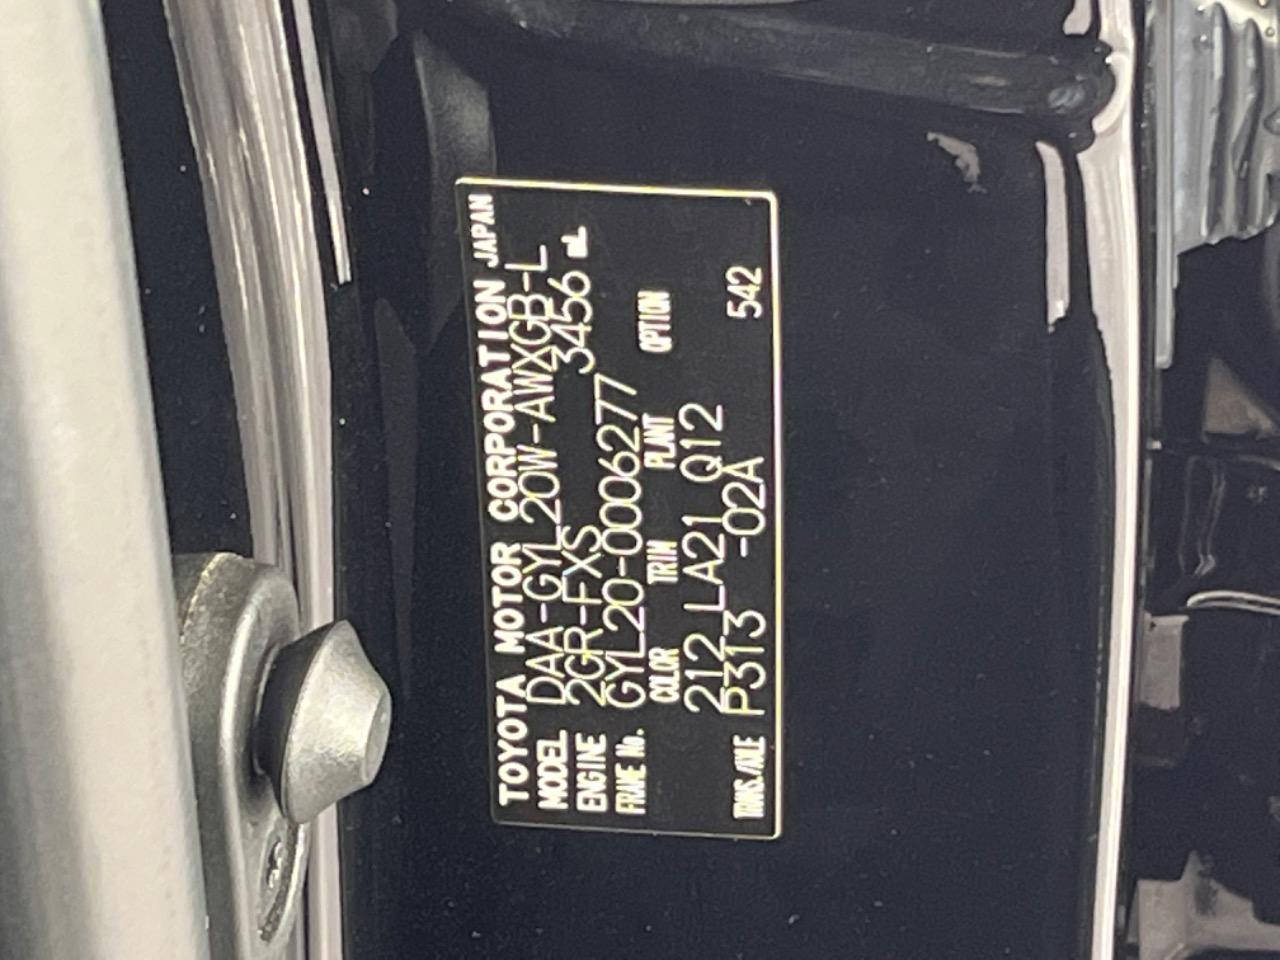 TOYOTA MOTOR CORPORATION JAPAN
MODEL DAA-GYL20W-AWXGB-L
ENGINE 2GR-FXS 3456 mL
FRAME No. GYL20-0006277
COLOR TRIM PLANT OPTION
212 LA21 Q12
TRANS./AXLE P313 -02A 542